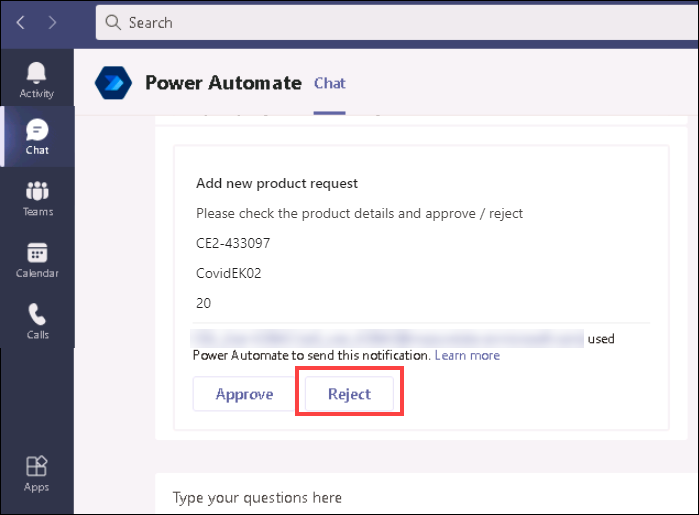 Search
Power Automate Chat
Activity
Chat
Teams
Calendar
Calls
Apps
Add new product request
Please check the product details and approve / reject
CE2-433097
CovidEK02
20
used
Power Automate to send this notification. Learn more
Approve Reject
Type your questions here